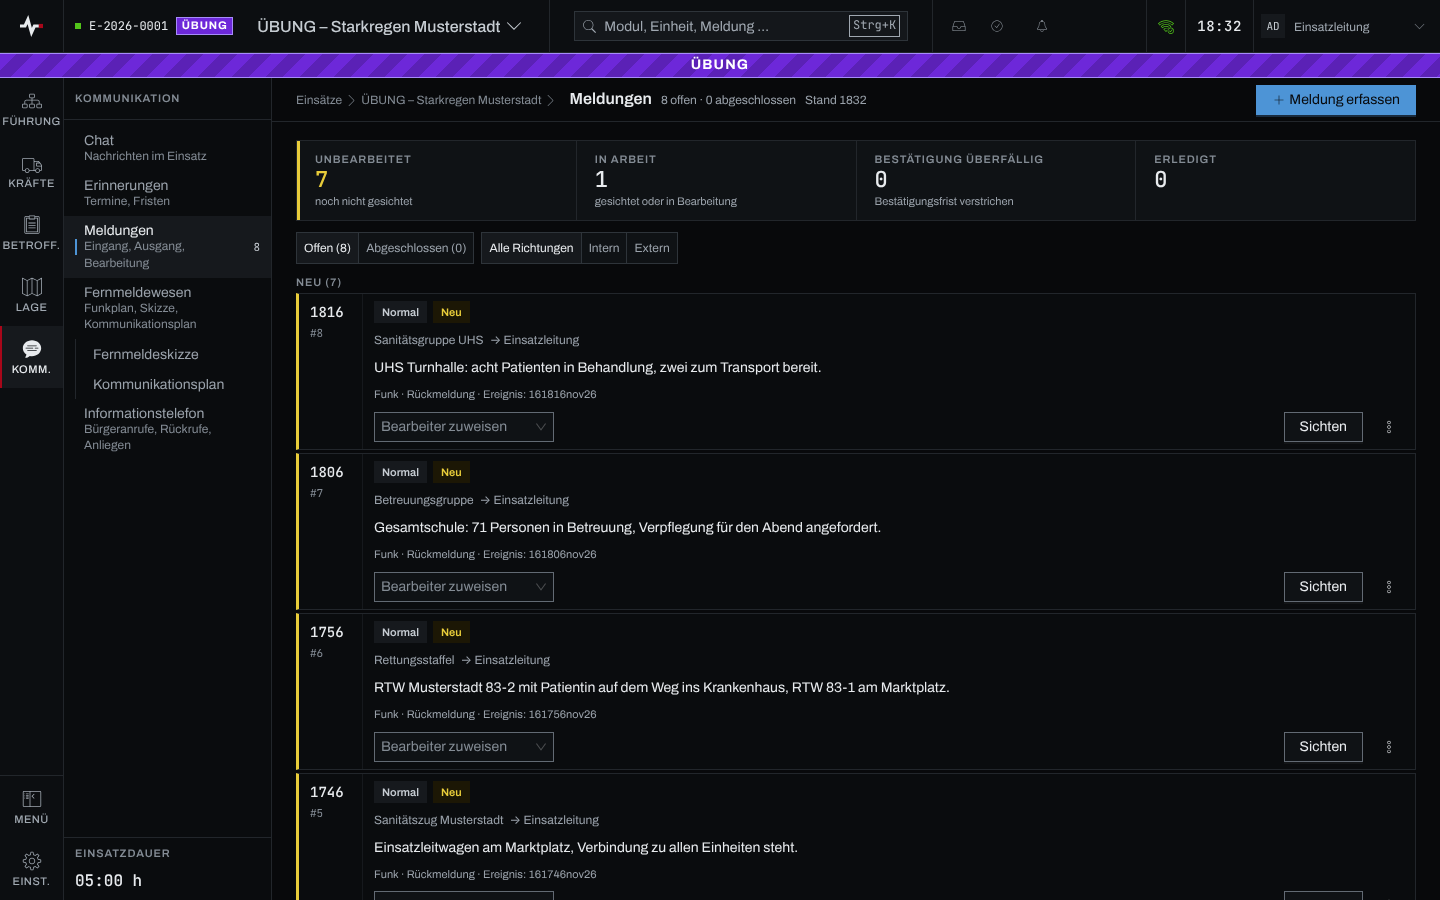 E-2026-0001 ÜBUNG ÜBUNG – Starkregen Musterstadt Modul, Einheit, Meldung ... Strg+K 18:32 AD Einsatzleitung
ÜBUNG
FÜHRUNG
KRÄFTE
BETROFF.
LAGE
KOMM.
MENÜ
EINST.
KOMMUNIKATION
Chat
Nachrichten im Einsatz
Erinnerungen
Termine, Fristen
Meldungen
Eingang, Ausgang, 8
Bearbeitung
Fernmeldewesen
Funkplan, Skizze,
Kommunikationsplan
Fernmeldeskizze
Kommunikationsplan
Informationstelefon
Bürgeranrufe, Rückrufe,
Anliegen
EINSATZDAUER
05:00 h
Einsätze ÜBUNG – Starkregen Musterstadt Meldungen 8 offen · 0 abgeschlossen Stand 1832 + Meldung erfassen
UNBEARBEITET
7
noch nicht gesichtet
IN ARBEIT
1
gesichtet oder in Bearbeitung
BESTÄTIGUNG ÜBERFÄLLIG
0
Bestätigungsfrist verstrichen
ERLEDIGT
0
Offen (8) Abgeschlossen (0) Alle Richtungen Intern Extern
NEU (7)
1816 Normal Neu
#8 Sanitätsgruppe UHS → Einsatzleitung
UHS Turnhalle: acht Patienten in Behandlung, zwei zum Transport bereit.
Funk · Rückmeldung · Ereignis: 161816nov26
Bearbeiter zuweisen Sichten
1806 Normal Neu
#7 Betreuungsgruppe → Einsatzleitung
Gesamtschule: 71 Personen in Betreuung, Verpflegung für den Abend angefordert.
Funk · Rückmeldung · Ereignis: 161806nov26
Bearbeiter zuweisen Sichten
1756 Normal Neu
#6 Rettungsstaffel → Einsatzleitung
RTW Musterstadt 83-2 mit Patientin auf dem Weg ins Krankenhaus, RTW 83-1 am Marktplatz.
Funk · Rückmeldung · Ereignis: 161756nov26
Bearbeiter zuweisen Sichten
1746 Normal Neu
#5 Sanitätszug Musterstadt → Einsatzleitung
Einsatzleitwagen am Marktplatz, Verbindung zu allen Einheiten steht.
Funk · Rückmeldung · Ereignis: 161746nov26